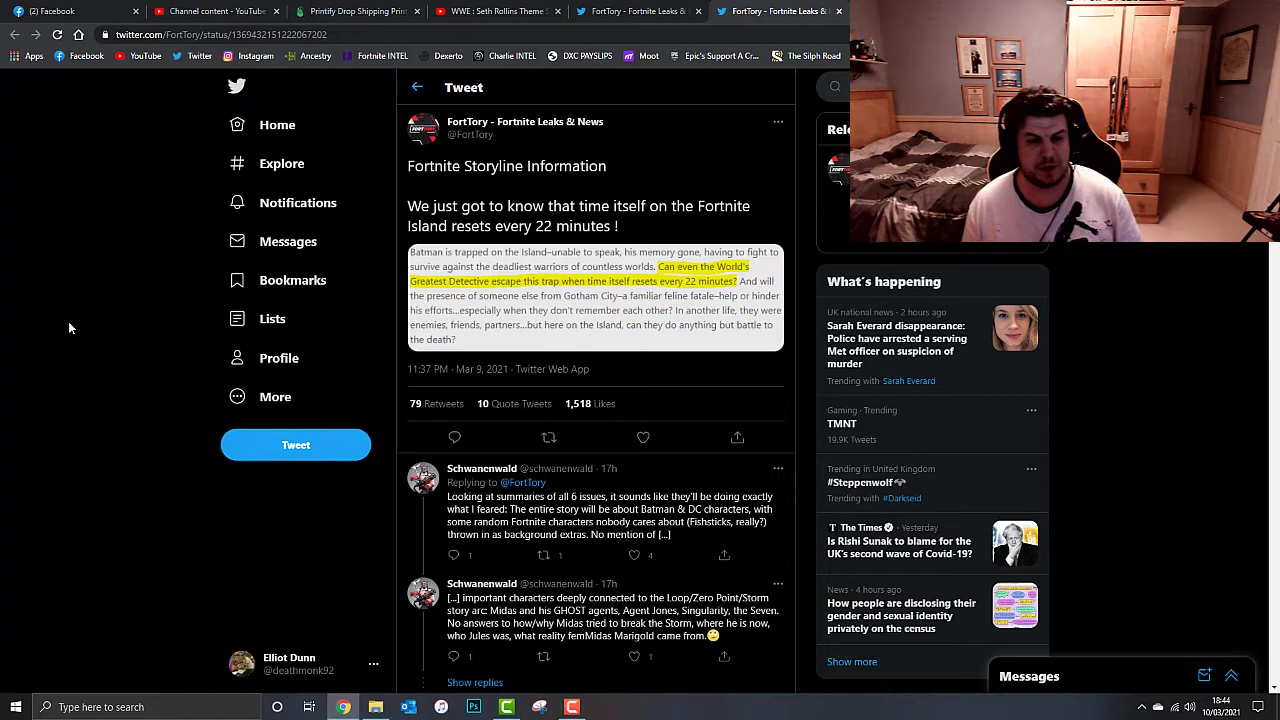 (2) Facebook
Channel content - YouTub
Printify Drop S
WWE: Seth Rollins Theme
FortTory - Fortnite Leaks &
FortTory - Fortnite Leaks &
twitter.com/FortTory/status/1369432151222067202
Apps
Facebook
YouTube
Twitter
Instagram
Fortnitery
Fortnite INTEL
Dexerto
Charlie INTEL
DXCPLAYSLIPS
Moot
Epic's Support-A-Cr...
The Silph Road
Home
Explore
Notifications
Messages
Bookmarks
Lists
Profile
More
Tweet
Elliot Dunn
@deathmonk92
Tweet
FortTory - Fortnite Leaks & News
@FortTory
Fortnite Storyline Information
We just got to know that time itself on the Fortnite
Island resets every 22 minutes !
Batman is trapped on the Island–unable to speak, his memory gone, having to fight to
survive against the deadliest warriors of countless worlds. Can even the World's
Greatest Detective escape this trap when time itself resets every 22 minutes? And will
the presence of someone else from Gotham City–a familiar feline fatale–help or hinder
his efforts...especially when they don't remember each other? In another life, they were
enemies, friends, partners...but here on the Island, can they do anything but battle to
the death?
11:37 PM · Mar 9, 2021 · Twitter Web App
79 Retweets 10 Quote Tweets 1,518 Likes
Schwanenwald @schwanenwald · 17h
Replying to @FortTory
Looking at summaries of all 6 issues, it sounds like they'll be doing exactly
what I feared: The entire story will be about Batman & DC characters, with
some random Fortnite characters nobody cares about (Fishsticks, really?)
thrown in as background extras. No mention of [...]
1 1 4
Schwanenwald @schwanenwald · 17h
[...] important characters deeply connected to the Loop/Zero Point/Storm
story arc: Midas and his GHOST agents, Agent Jones, Singularity, the Seven.
No answers to how/why Midas tried to break the Storm, where he is now,
who Jules was, what reality fem!Midas Marigold came from.🙄
1 1
Show replies
Rele
What's happening
UK national news · 2 hours ago
Sarah Everard disappearance:
Police have arrested a serving
Met officer on suspicion of
murder
Trending with Sarah Everard
Gaming · Trending
TMNT
19.9K Tweets
Trending in United Kingdom
#Steppenwolf
Trending with #Darkseid
The Times · Yesterday
Is Rishi Sunak to blame for the
UK's second wave of Covid-19?
News · 4 hours ago
How people are disclosing their
gender and sexual identity
privately on the census
Show more
Messages
Type here to search
18:44
10/03/2021